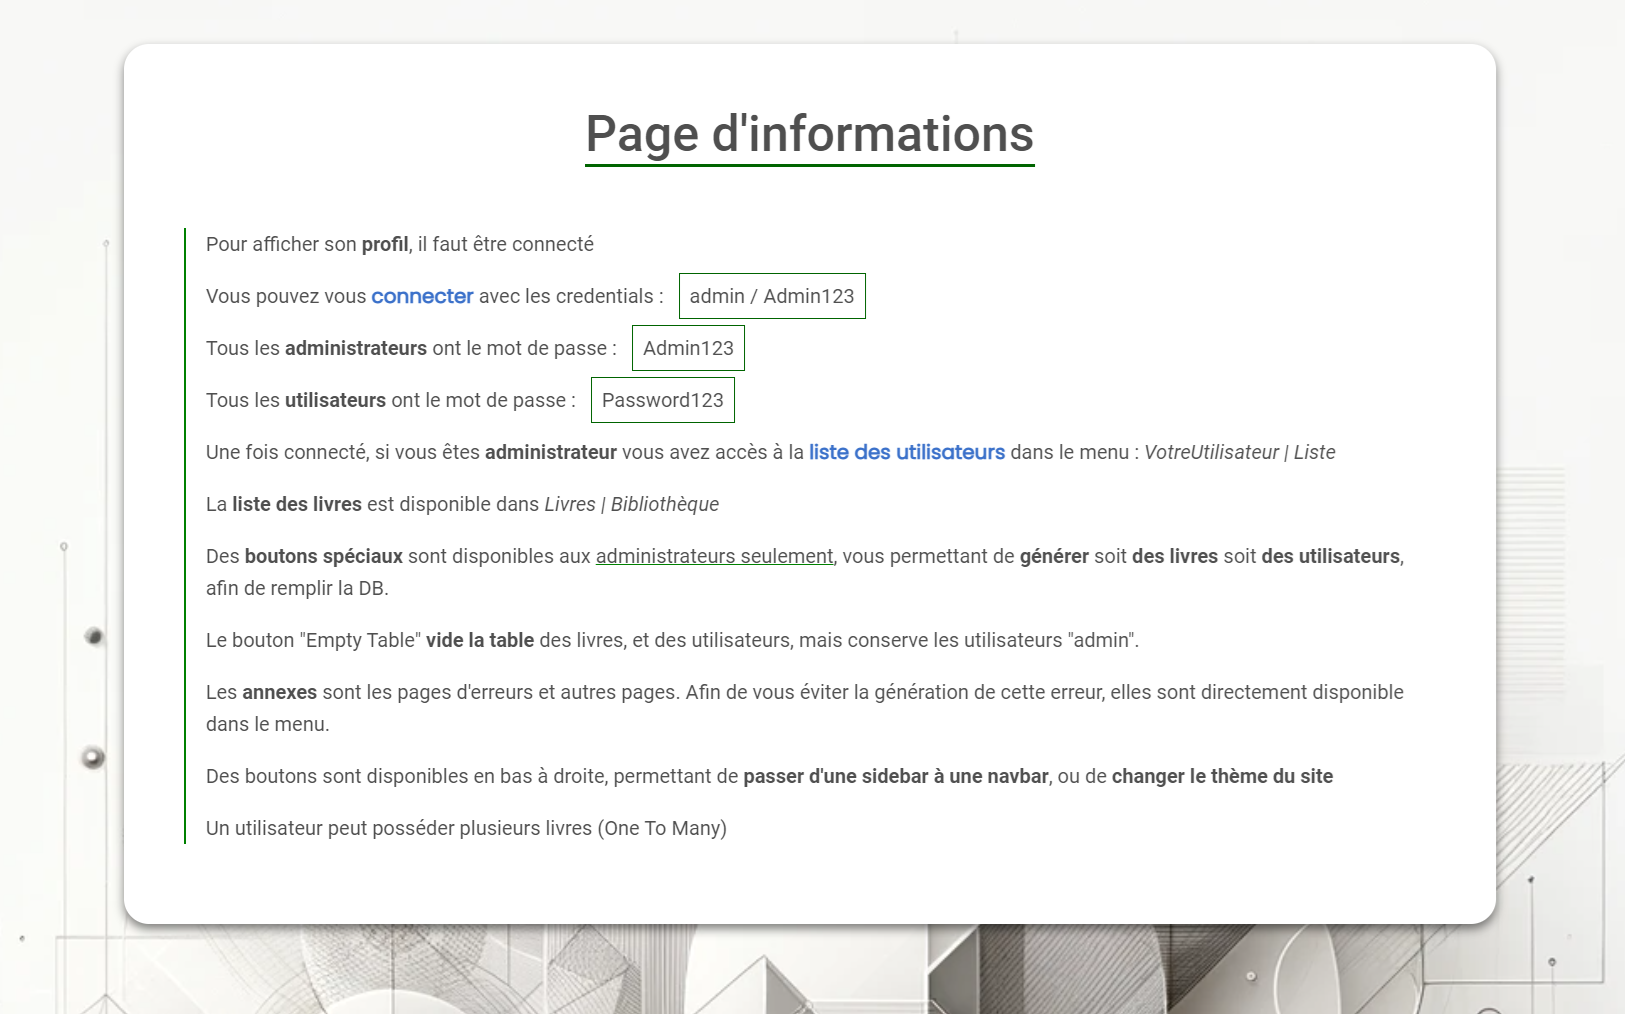 Page d'informations
Pour afficher son profil, il faut être connecté
Vous pouvez vous connecter avec les credentials : admin / Admin123
Tous les administrateurs ont le mot de passe : Admin123
Tous les utilisateurs ont le mot de passe : Password123
Une fois connecté, si vous êtes administrateur vous avez accès à la liste des utilisateurs dans le menu : VotreUtilisateur | Liste
La liste des livres est disponible dans Livres | Bibliothèque
Des boutons spéciaux sont disponibles aux administrateurs seulement, vous permettant de générer soit des livres soit des utilisateurs,
afin de remplir la DB.
Le bouton "Empty Table" vide la table des livres, et des utilisateurs, mais conserve les utilisateurs "admin".
Les annexes sont les pages d'erreurs et autres pages. Afin de vous éviter la génération de cette erreur, elles sont directement disponible
dans le menu.
Des boutons sont disponibles en bas à droite, permettant de passer d'une sidebar à une navbar, ou de changer le thème du site
Un utilisateur peut posséder plusieurs livres (One To Many)